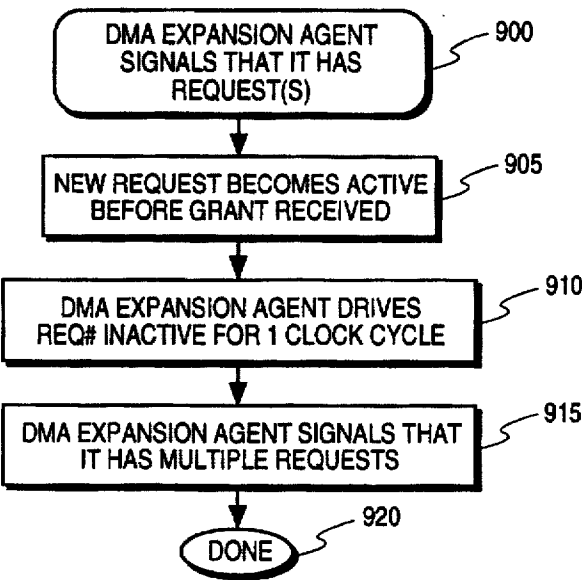 DMA EXPANSION AGENT
SIGNALS THAT IT HAS
REQUEST(S)
900
NEW REQUEST BECOMES ACTIVE
BEFORE GRANT RECEIVED
905
DMA EXPANSION AGENT DRIVES
REQ# INACTIVE FOR 1 CLOCK CYCLE
910
DMA EXPANSION AGENT SIGNALS THAT
IT HAS MULTIPLE REQUESTS
915
DONE
920